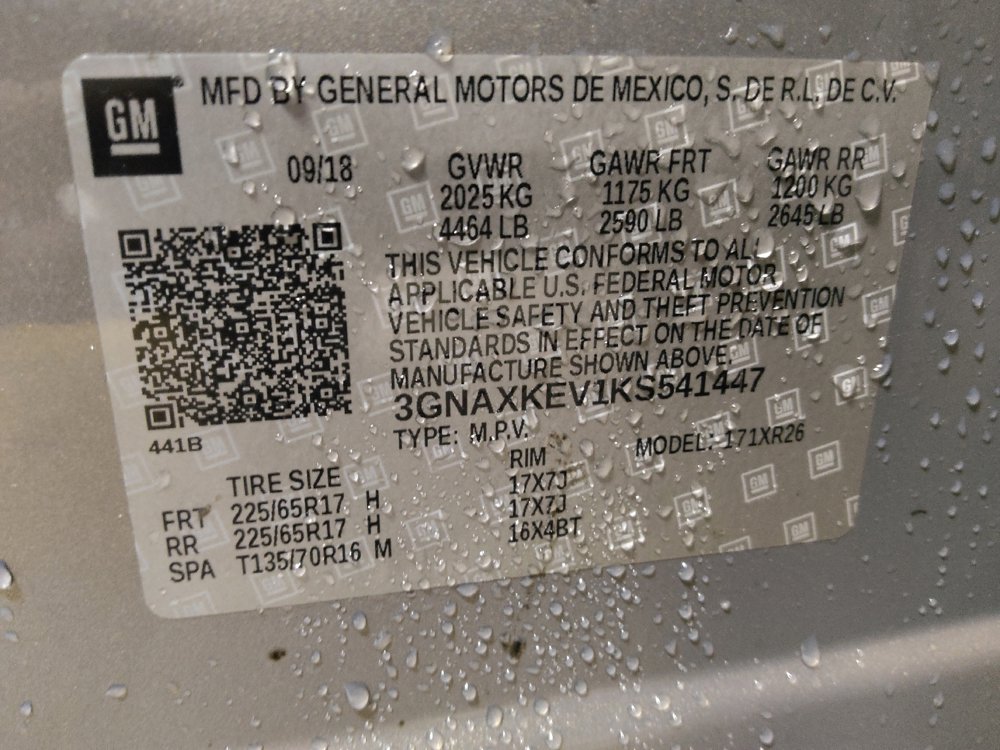 GM
MFD BY GENERAL MOTORS DE MEXICO, S. DE R.L. DE C.V.
09/18 GVWR GAWR FRT GAWR RR
2025 KG 1175 KG 1200 KG
4464 LB 2590 LB 2645 LB
THIS VEHICLE CONFORMS TO ALL
APPLICABLE U.S. FEDERAL MOTOR
VEHICLE SAFETY AND THEFT PREVENTION
STANDARDS IN EFFECT ON THE DATE OF
MANUFACTURE SHOWN ABOVE.
3GNAXKEV1KS541447
441B
TYPE: M.P.V. MODEL: 171XR26
TIRE SIZE RIM
FRT 225/65R17 H 17X7J
RR 225/65R17 H 17X7J
SPA T135/70R16 M 16X4BT